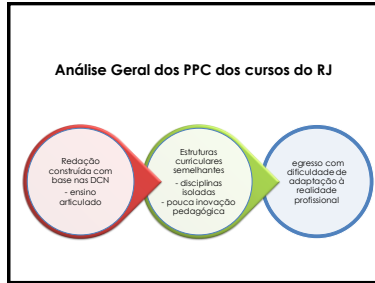 Análise Geral dos PPC dos cursos do RJ
Redação
construída com
base nas DCN
- ensino
articulado
Estruturas
curriculares
semelhantes
- disciplinas
isoladas
- pouca inovação
pedagógica
egresso com
dificuldade de
adaptação à
realidade
profissional